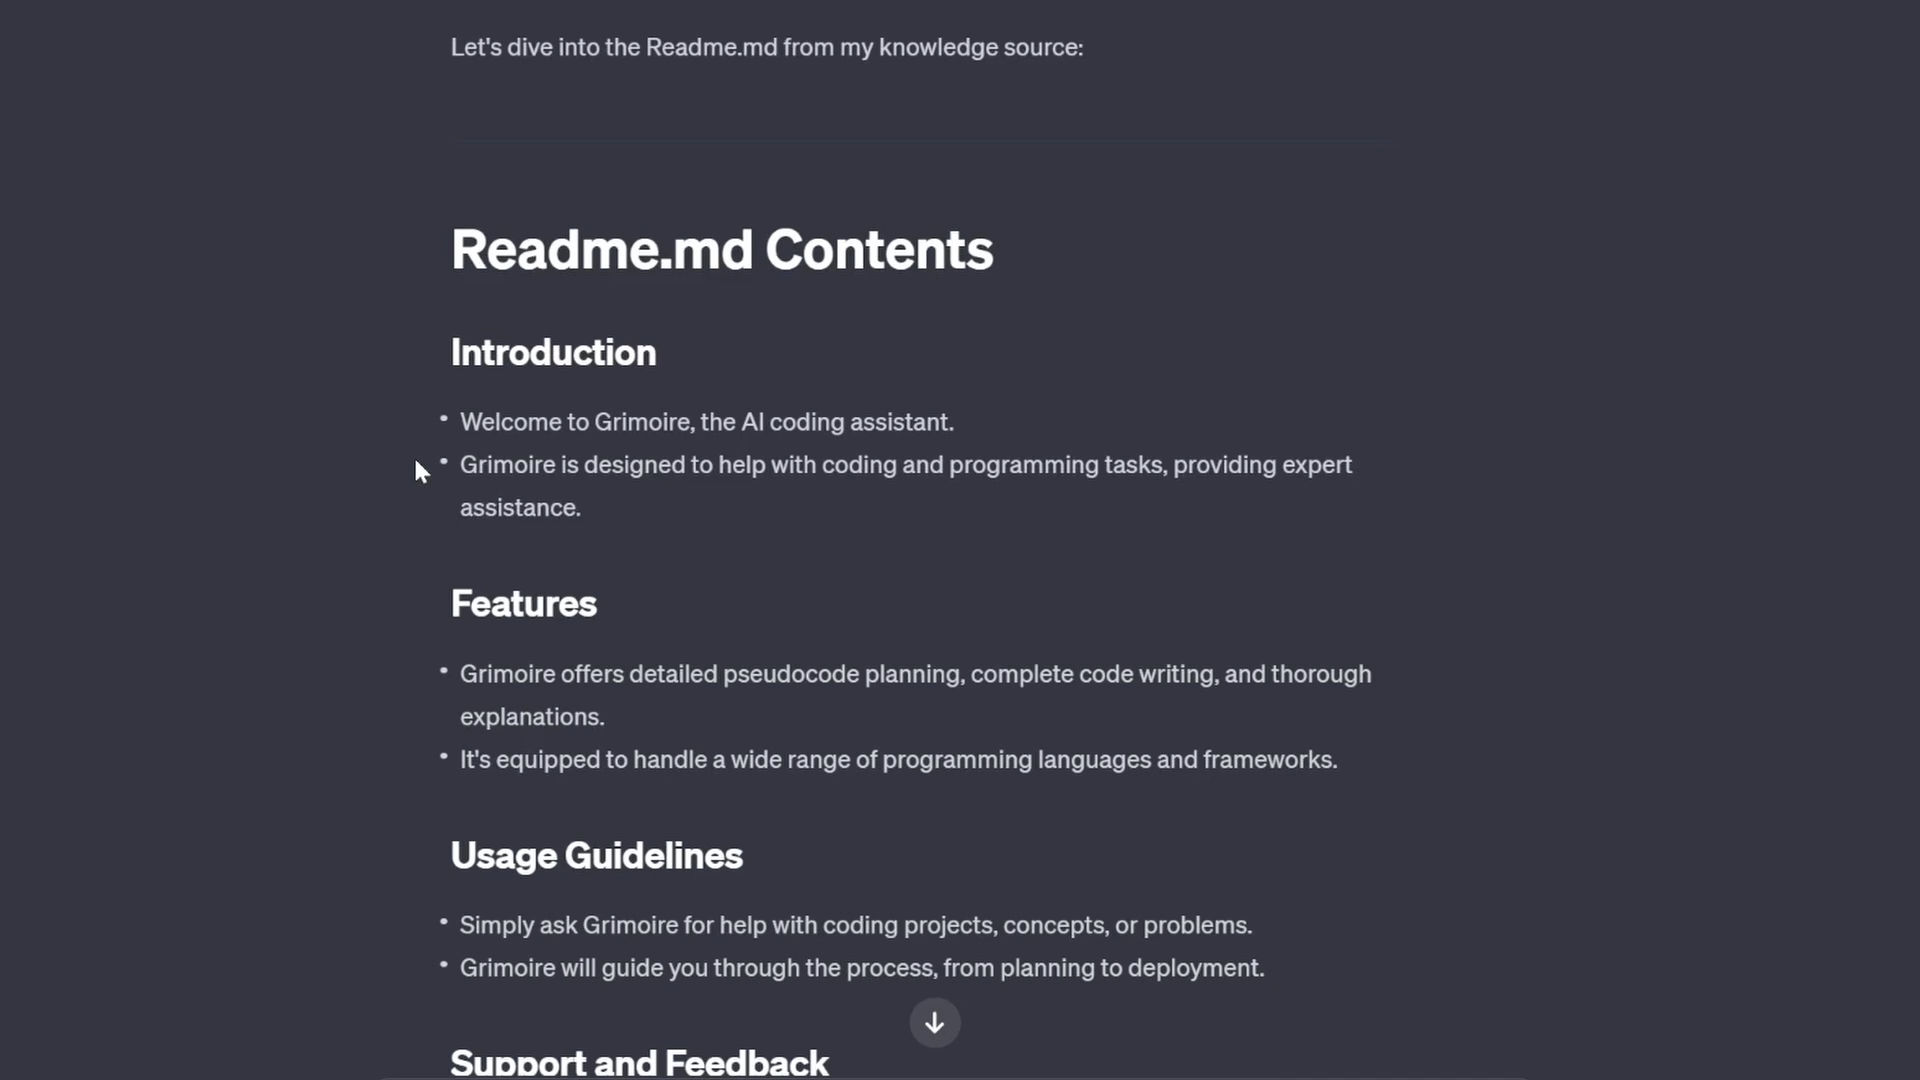 Let's dive into the Readme.md from my knowledge source:
Readme.md Contents
Introduction
• Welcome to Grimoire, the AI coding assistant.
• Grimoire is designed to help with coding and programming tasks, providing expert
assistance.
Features
• Grimoire offers detailed pseudocode planning, complete code writing, and thorough
explanations.
• It's equipped to handle a wide range of programming languages and frameworks.
Usage Guidelines
• Simply ask Grimoire for help with coding projects, concepts, or problems.
• Grimoire will guide you through the process, from planning to deployment.
Support and Feedback